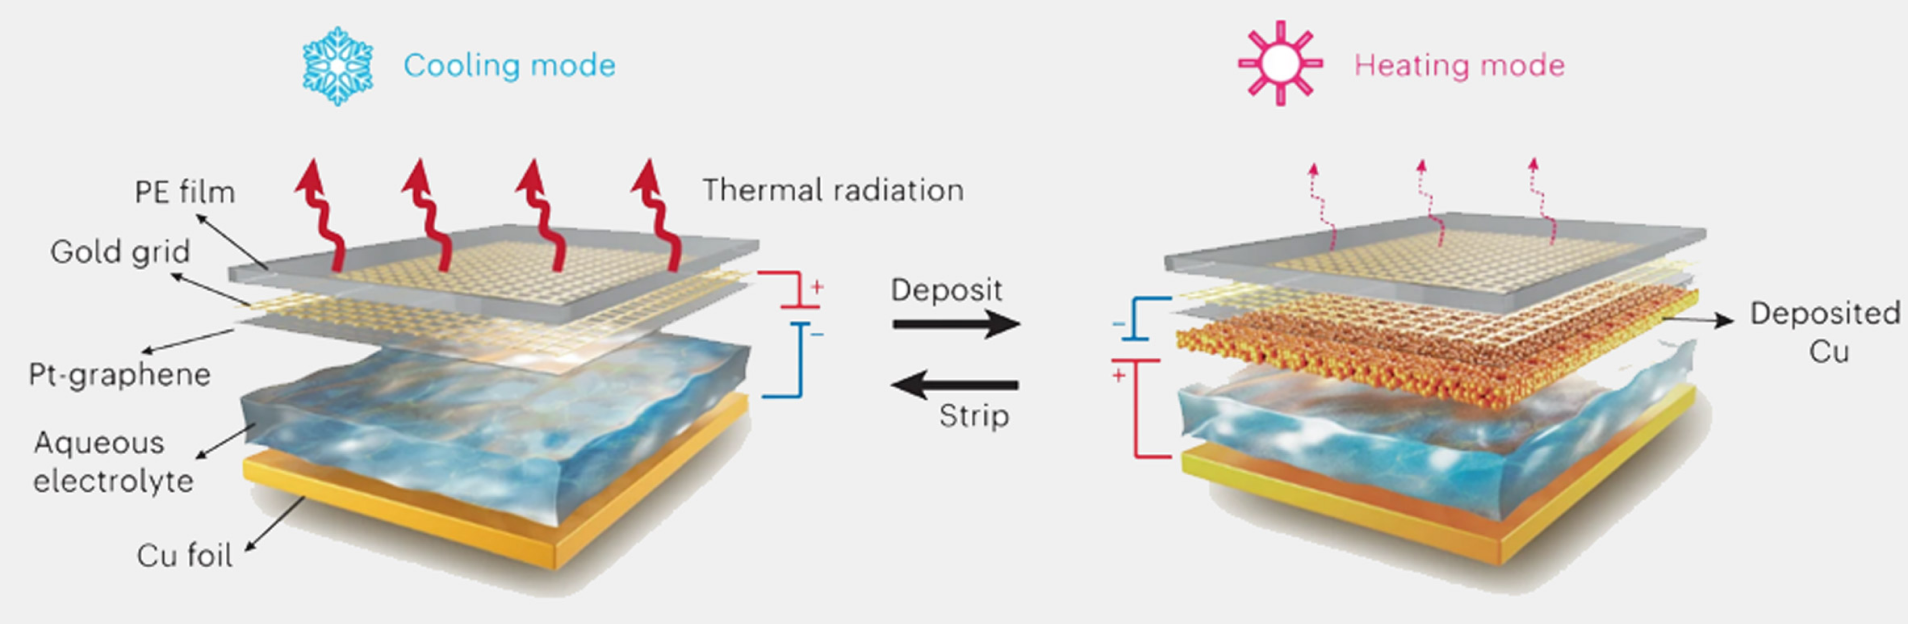 Cooling mode
Heating mode
PE film
Thermal radiation
Gold grid
+
−
Pt-graphene
Aqueous
electrolyte
Cu foil
Deposit
Strip
−
+
Deposited
Cu